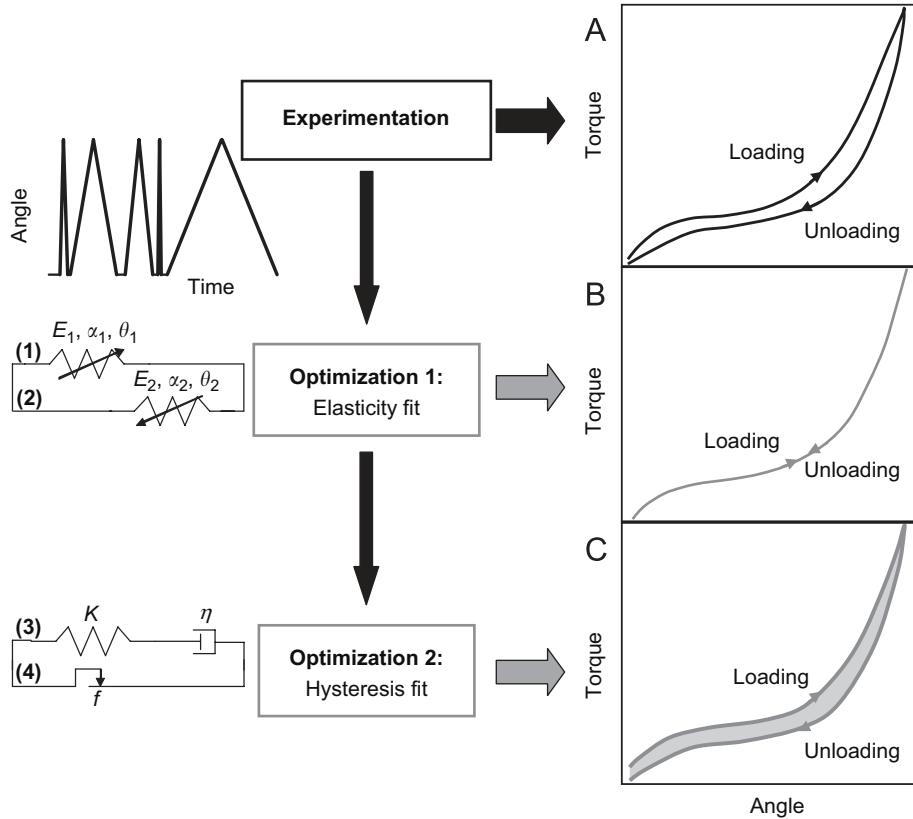 A
Experimentation
Torque
Loading
Unloading
Angle
Time
B
E1, α1, θ1
(1)
E2, α2, θ2
(2)
Optimization 1:
Elasticity fit
Torque
Loading
Unloading
C
(3)
K
η
(4)
f
Optimization 2:
Hysteresis fit
Torque
Loading
Unloading
Angle